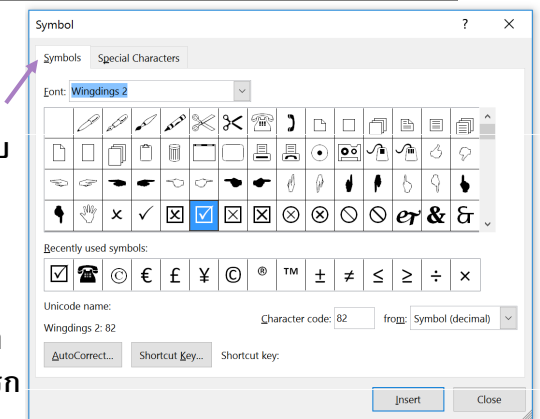 Symbol ? ×
Symbols Special Characters
Font: Wingdings 2
Recently used symbols:
☑ ☎ © € £ ¥ © ® ™ ± ≠ ≤ ≥ ÷ ×
Unicode name:
Wingdings 2: 82
Character code: 82 from: Symbol (decimal)
AutoCorrect... Shortcut Key... Shortcut key:
Insert Close